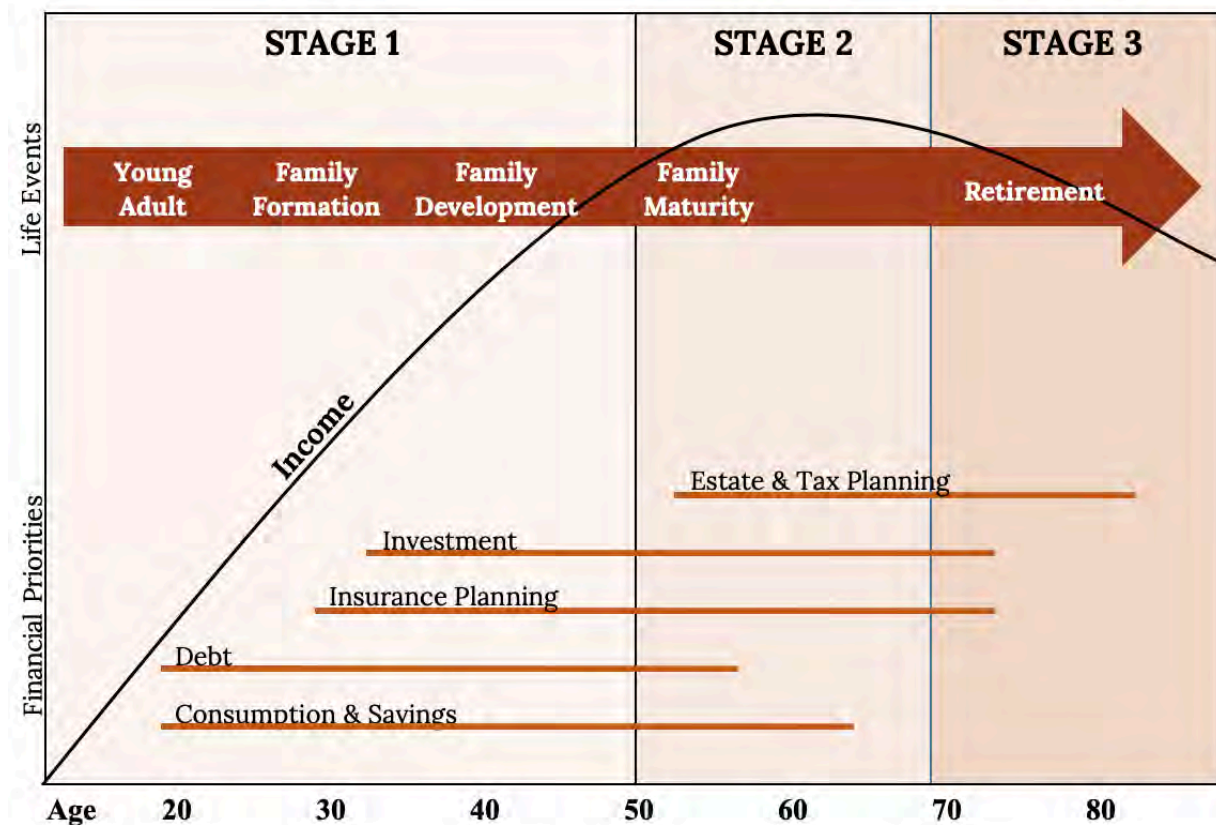 STAGE 1
STAGE 2
STAGE 3
Life Events
Young
Adult
Family
Formation
Family
Development
Family
Maturity
Retirement
Income
Financial Priorities
Estate & Tax Planning
Investment
Insurance Planning
Debt
Consumption & Savings
Age 20 30 40 50 60 70 80